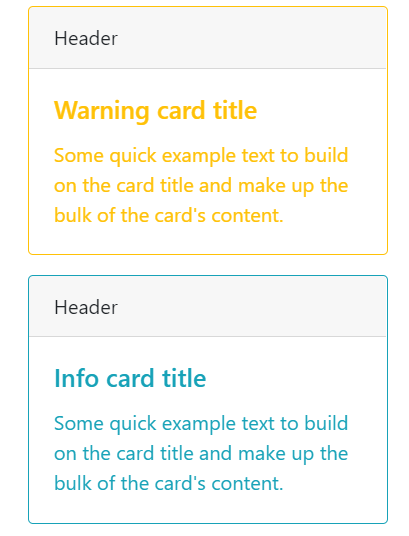 Header
Warning card title
Some quick example text to build
on the card title and make up the
bulk of the card's content.
Header
Info card title
Some quick example text to build
on the card title and make up the
bulk of the card's content.